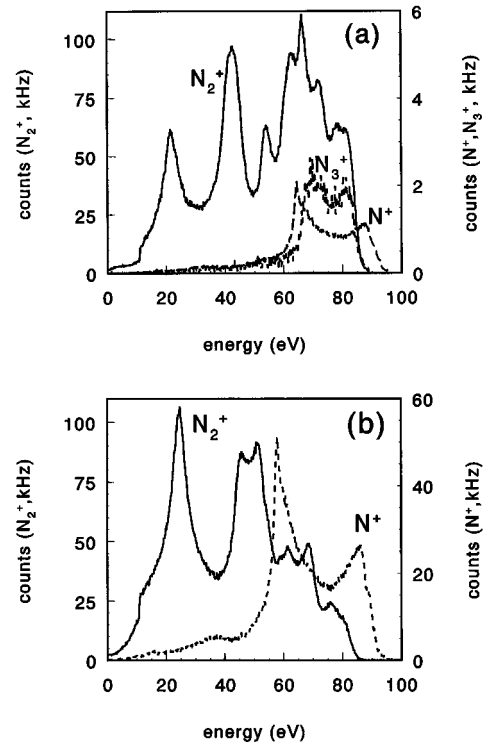 (a)
100
75
50
25
0
counts (N₂⁺, kHz)
6
4
2
0
counts (N⁺,N₃⁺, kHz)
N₂⁺
N₃⁺
N⁺
0 20 40 60 80 100
energy (eV)
(b)
100
75
50
25
0
counts (N₂⁺,kHz)
60
40
20
0
counts (N⁺,kHz)
N₂⁺
N⁺
0 20 40 60 80 100
energy (eV)